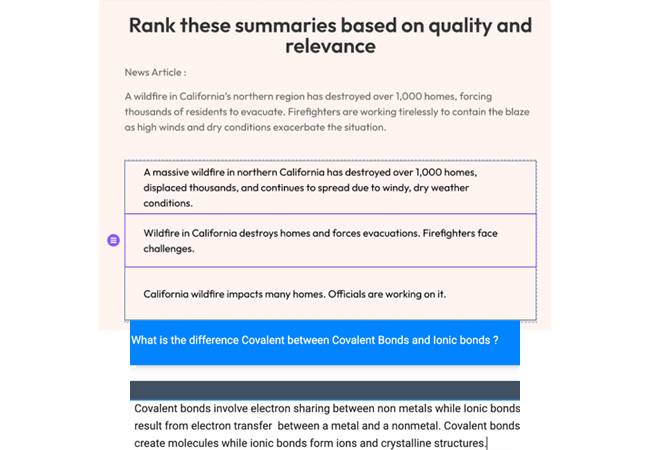 Rank these summaries based on quality and
relevance
News Article :
A wildfire in California's northern region has destroyed over 1,000 homes, forcing
thousands of residents to evacuate. Firefighters are working tirelessly to contain the blaze
as high winds and dry conditions exacerbate the situation.
A massive wildfire in northern California has destroyed over 1,000 homes,
displaced thousands, and continues to spread due to windy, dry weather
conditions.
Wildfire in California destroys homes and forces evacuations. Firefighters face
challenges.
California wildfire impacts many homes. Officials are working on it.
What is the difference Covalent between Covalent Bonds and Ionic bonds ?
Covalent bonds involve electron sharing between non metals while Ionic bonds
result from electron transfer between a metal and a nonmetal. Covalent bonds
create molecules while ionic bonds form ions and crystalline structures.